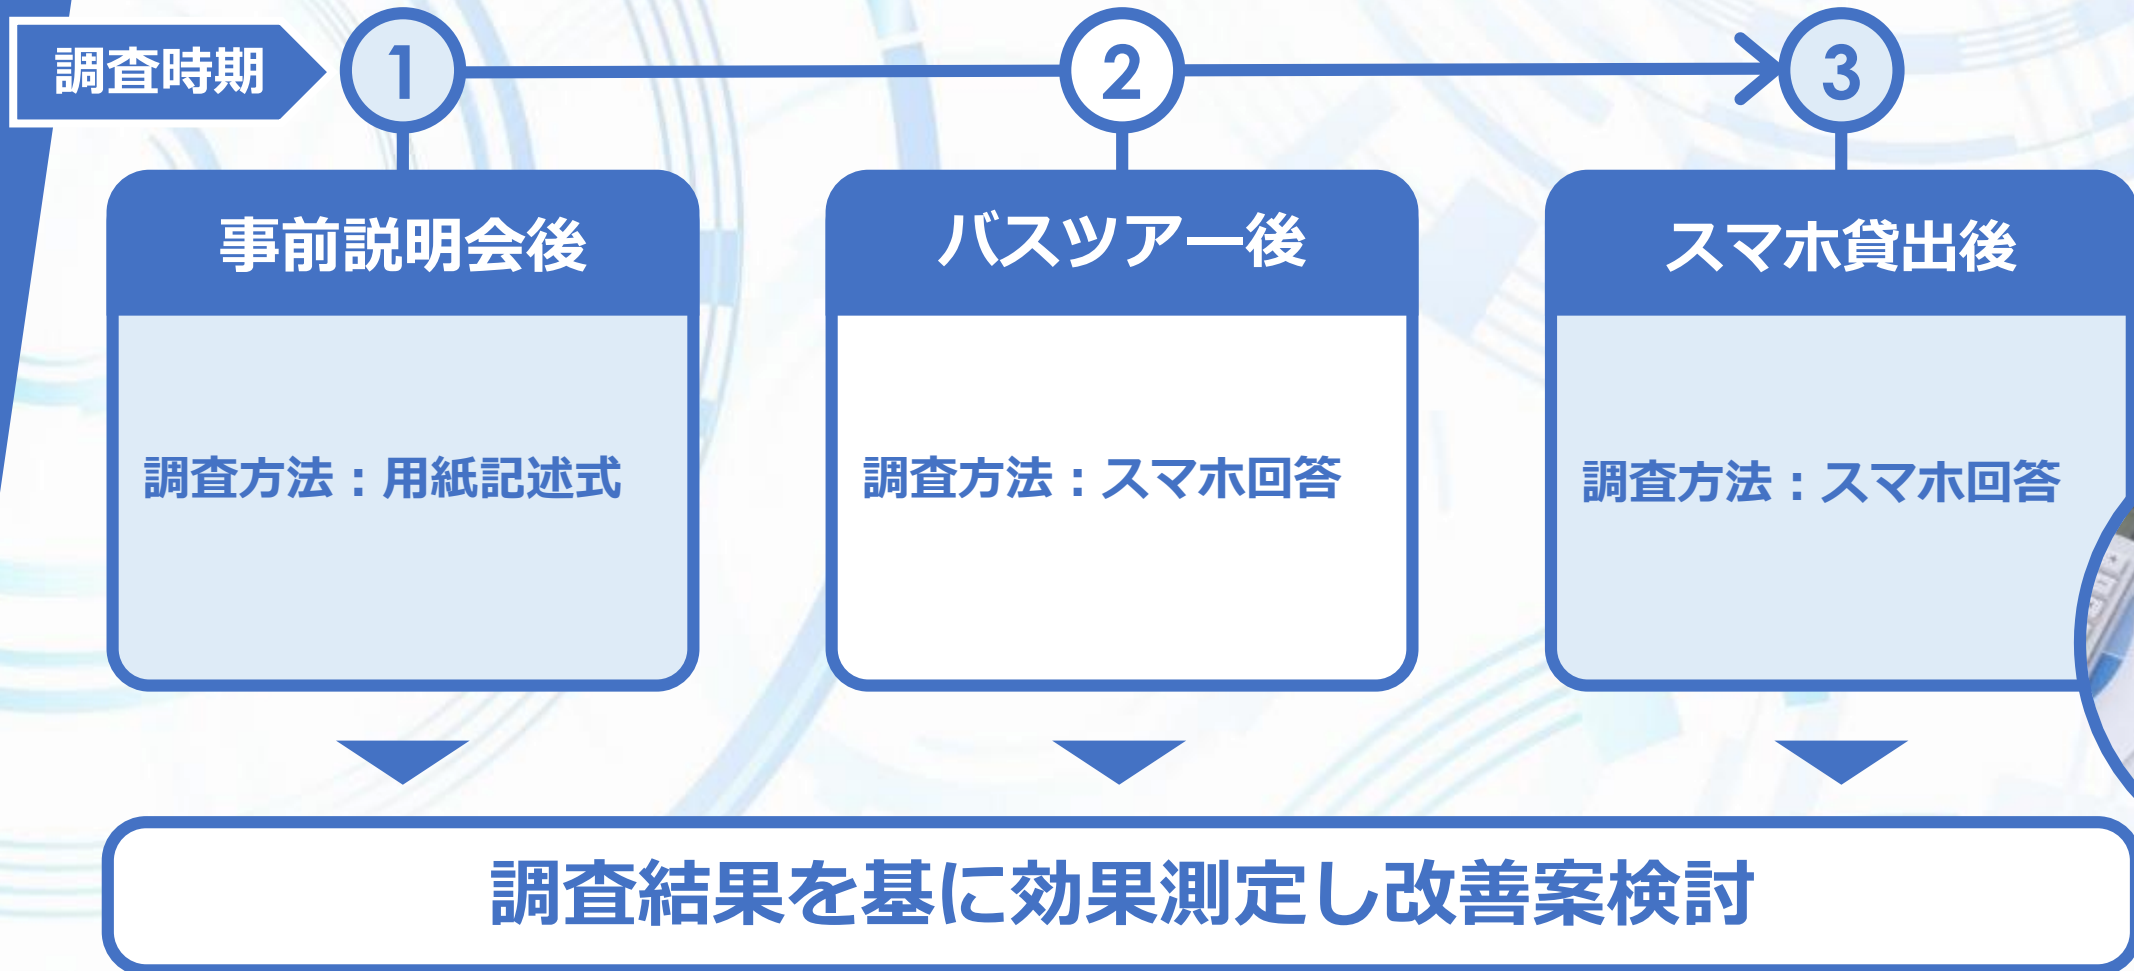 調査時期
1
2
3
事前説明会後
バスツアー後
スマホ貸出後
調査方法：用紙記述式
調査方法：スマホ回答
調査方法：スマホ回答
調査結果を基に効果測定し改善案検討